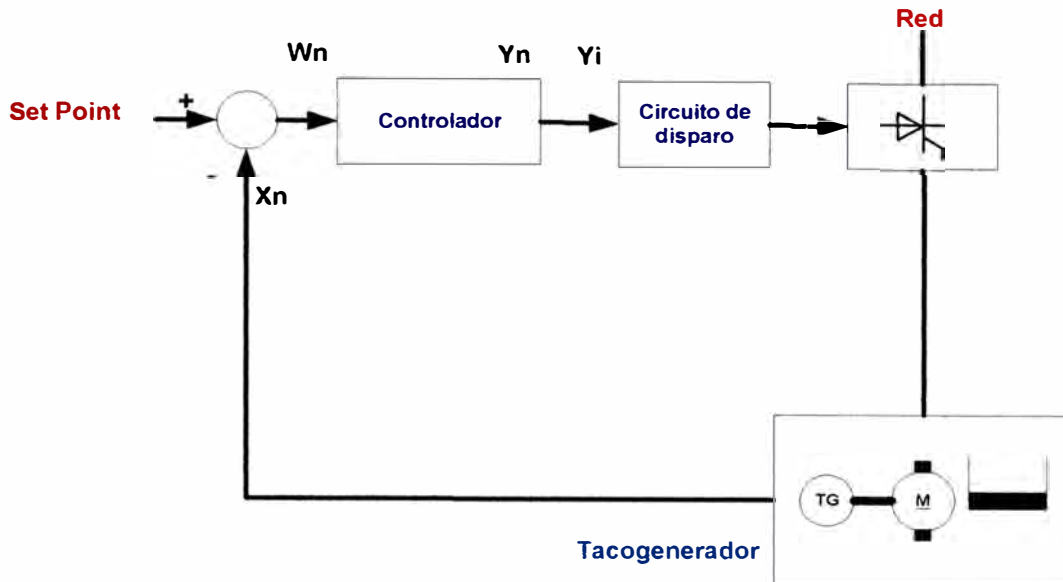 Red
Wn
Yn
Yi
Set Point
+
Controlador
Circuito de
disparo
-
Xn
TG
M
Tacogenerador